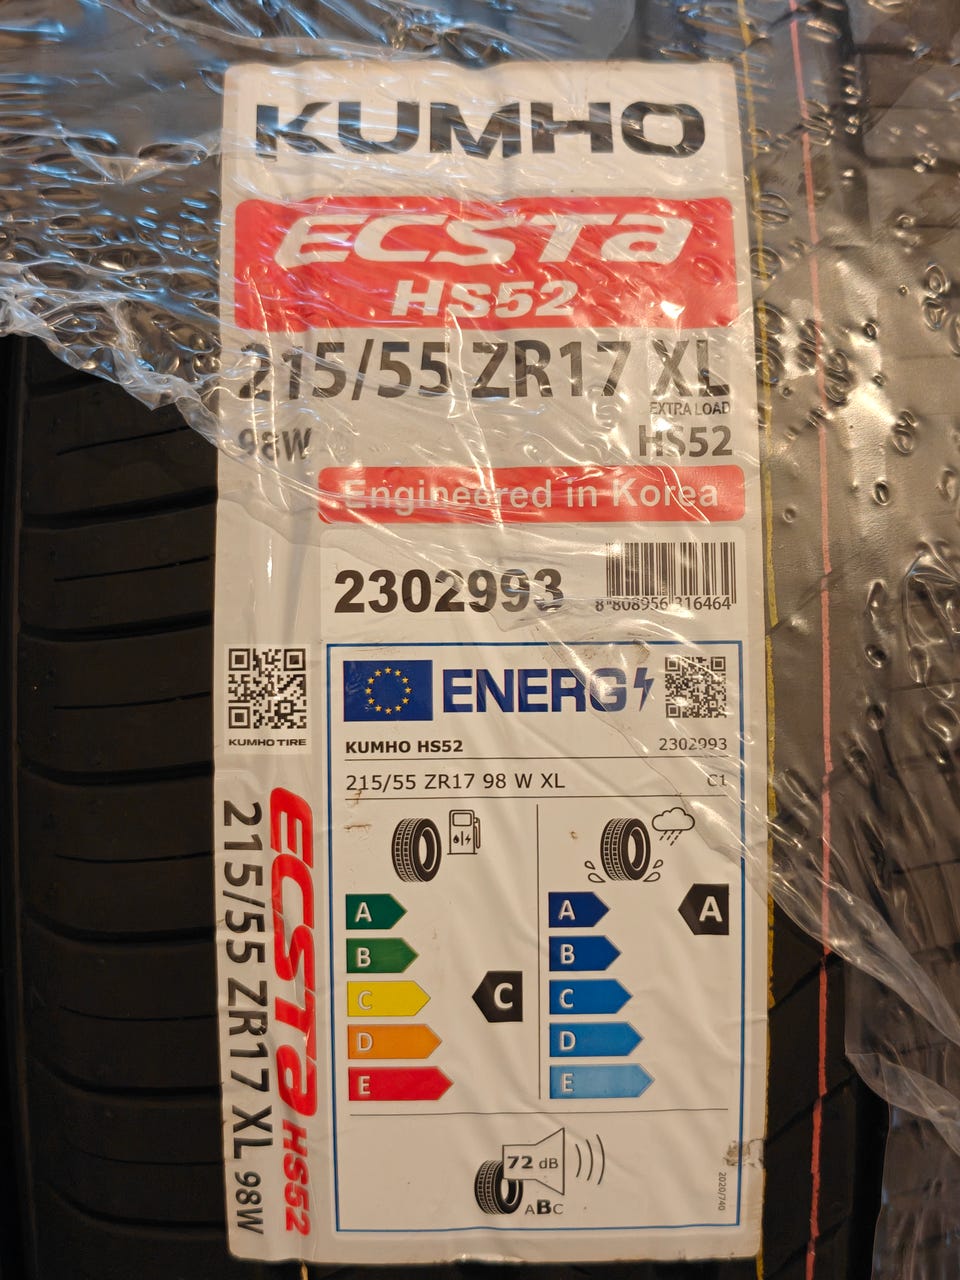 KUMHO
ECSTA
HS52
215/55 ZR17 XL
EXTRA LOAD
98W
HS52
Engineered in Korea
2302993
8 808956 316464
ENERG
KUMHO TIRE
KUMHO HS52
2302993
215/55 ZR17 98 W XL
C1
A
B
C
D
E
C
A
B
C
D
E
A
72 dB
ABC
2020/740
ECSTA HS52
215/55 ZR17 XL 98W